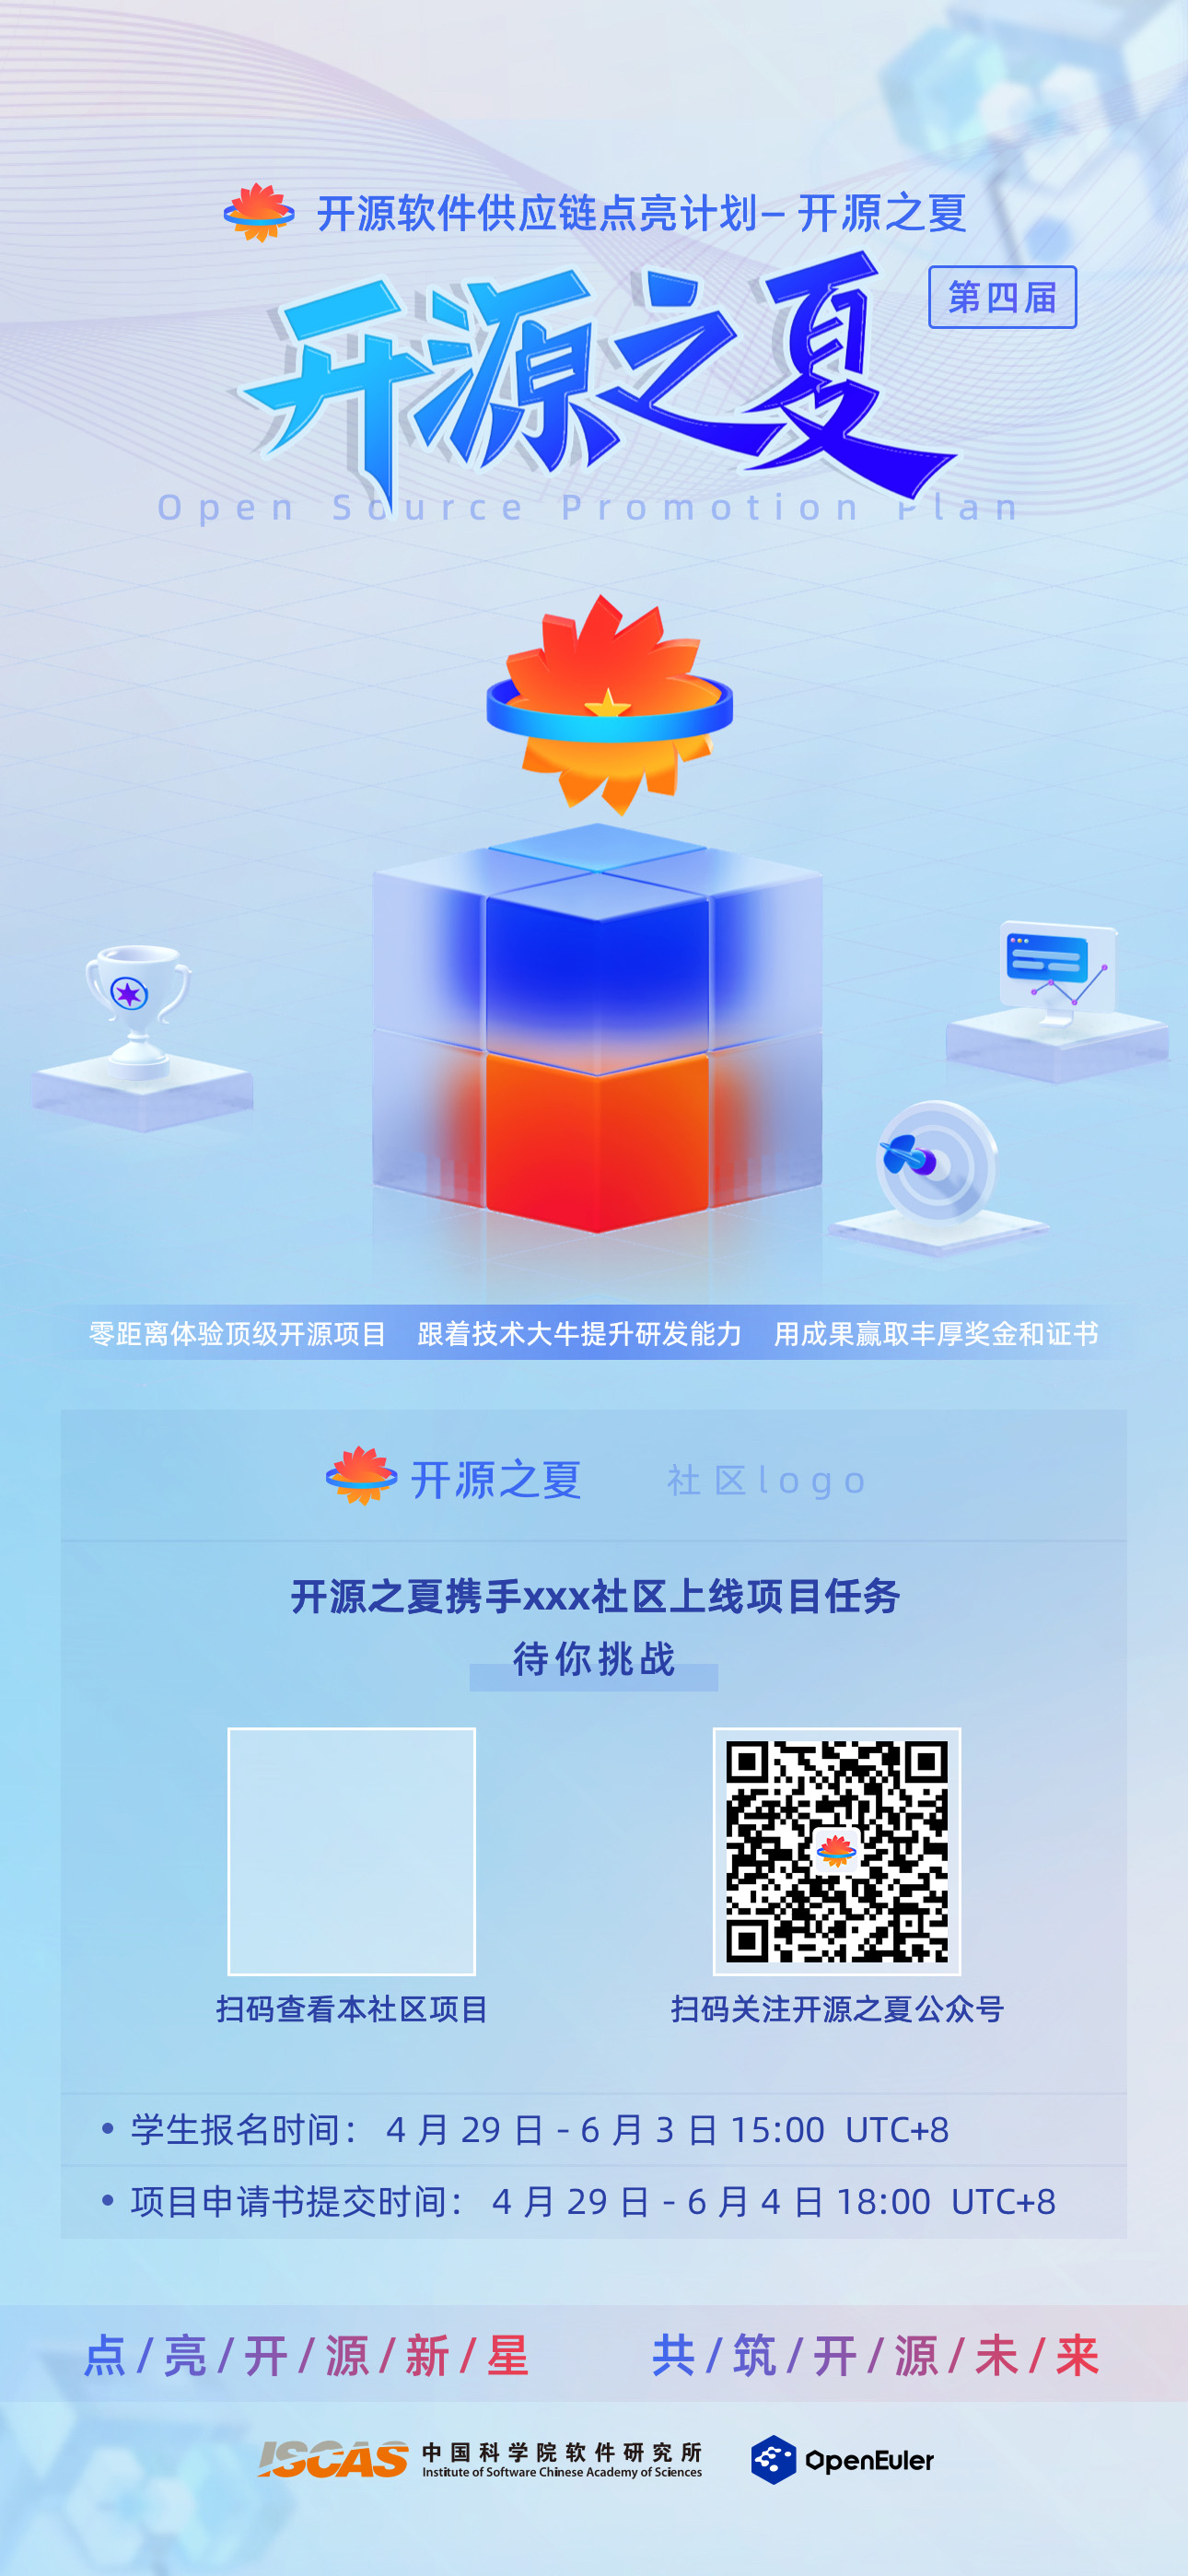 开源软件供应链点亮计划– 开源之夏
开源之夏
第四届
Open Source Promotion Plan
零距离体验顶级开源项目 跟着技术大牛提升研发能力 用成果赢取丰厚奖金和证书
开源之夏 社区logo
开源之夏携手xxx社区上线项目任务
待你挑战
扫码查看本社区项目 扫码关注开源之夏公众号
• 学生报名时间： 4 月 29 日 - 6 月 3 日 15:00 UTC+8
• 项目申请书提交时间： 4 月 29 日 - 6 月 4 日 18:00 UTC+8
点/亮/开/源/新/星 共/筑/开/源/未/来
ISCAS 中国科学院软件研究所 OpenEuler
Institute of Software Chinese Academy of Sciences